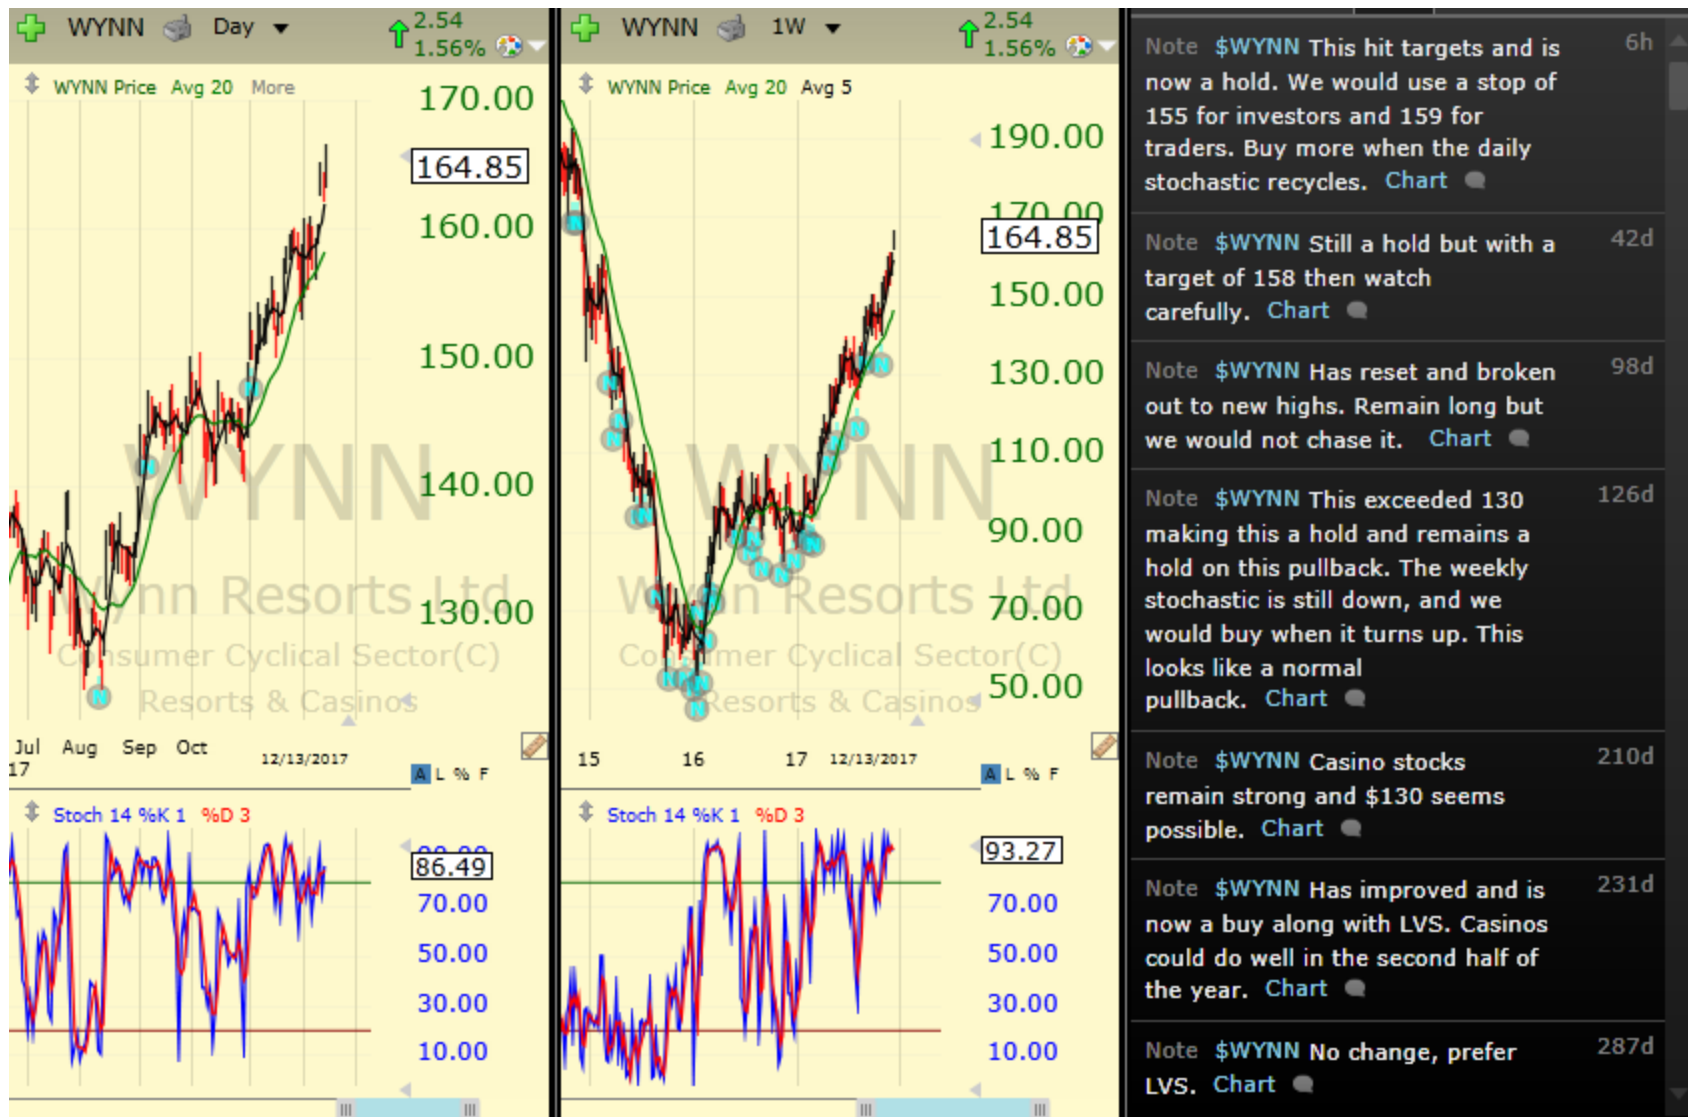 WYNN Day
2.54
1.56%
WYNN Price Avg 20 More
170.00
164.85
160.00
150.00
140.00
130.00
WYNN
Wynn Resorts Ltd
Consumer Cyclical Sector(C)
Resorts & Casinos
Jul Aug Sep Oct
17
12/13/2017
A L % F
Stoch 14 %K 1 %D 3
86.49
70.00
50.00
30.00
10.00
WYNN 1W
2.54
1.56%
WYNN Price Avg 20 Avg 5
190.00
170.00
164.85
150.00
130.00
110.00
90.00
70.00
50.00
WYNN
Wynn Resorts Ltd
Consumer Cyclical Sector(C)
Resorts & Casinos
15 16 17 12/13/2017
A L % F
Stoch 14 %K 1 %D 3
93.27
70.00
50.00
30.00
10.00
Note $WYNN This hit targets and is 6h
now a hold. We would use a stop of
155 for investors and 159 for
traders. Buy more when the daily
stochastic recycles. Chart
Note $WYNN Still a hold but with a 42d
target of 158 then watch
carefully. Chart
Note $WYNN Has reset and broken 98d
out to new highs. Remain long but
we would not chase it. Chart
Note $WYNN This exceeded 130 126d
making this a hold and remains a
hold on this pullback. The weekly
stochastic is still down, and we
would buy when it turns up. This
looks like a normal
pullback. Chart
Note $WYNN Casino stocks 210d
remain strong and $130 seems
possible. Chart
Note $WYNN Has improved and is 231d
now a buy along with LVS. Casinos
could do well in the second half of
the year. Chart
Note $WYNN No change, prefer 287d
LVS. Chart